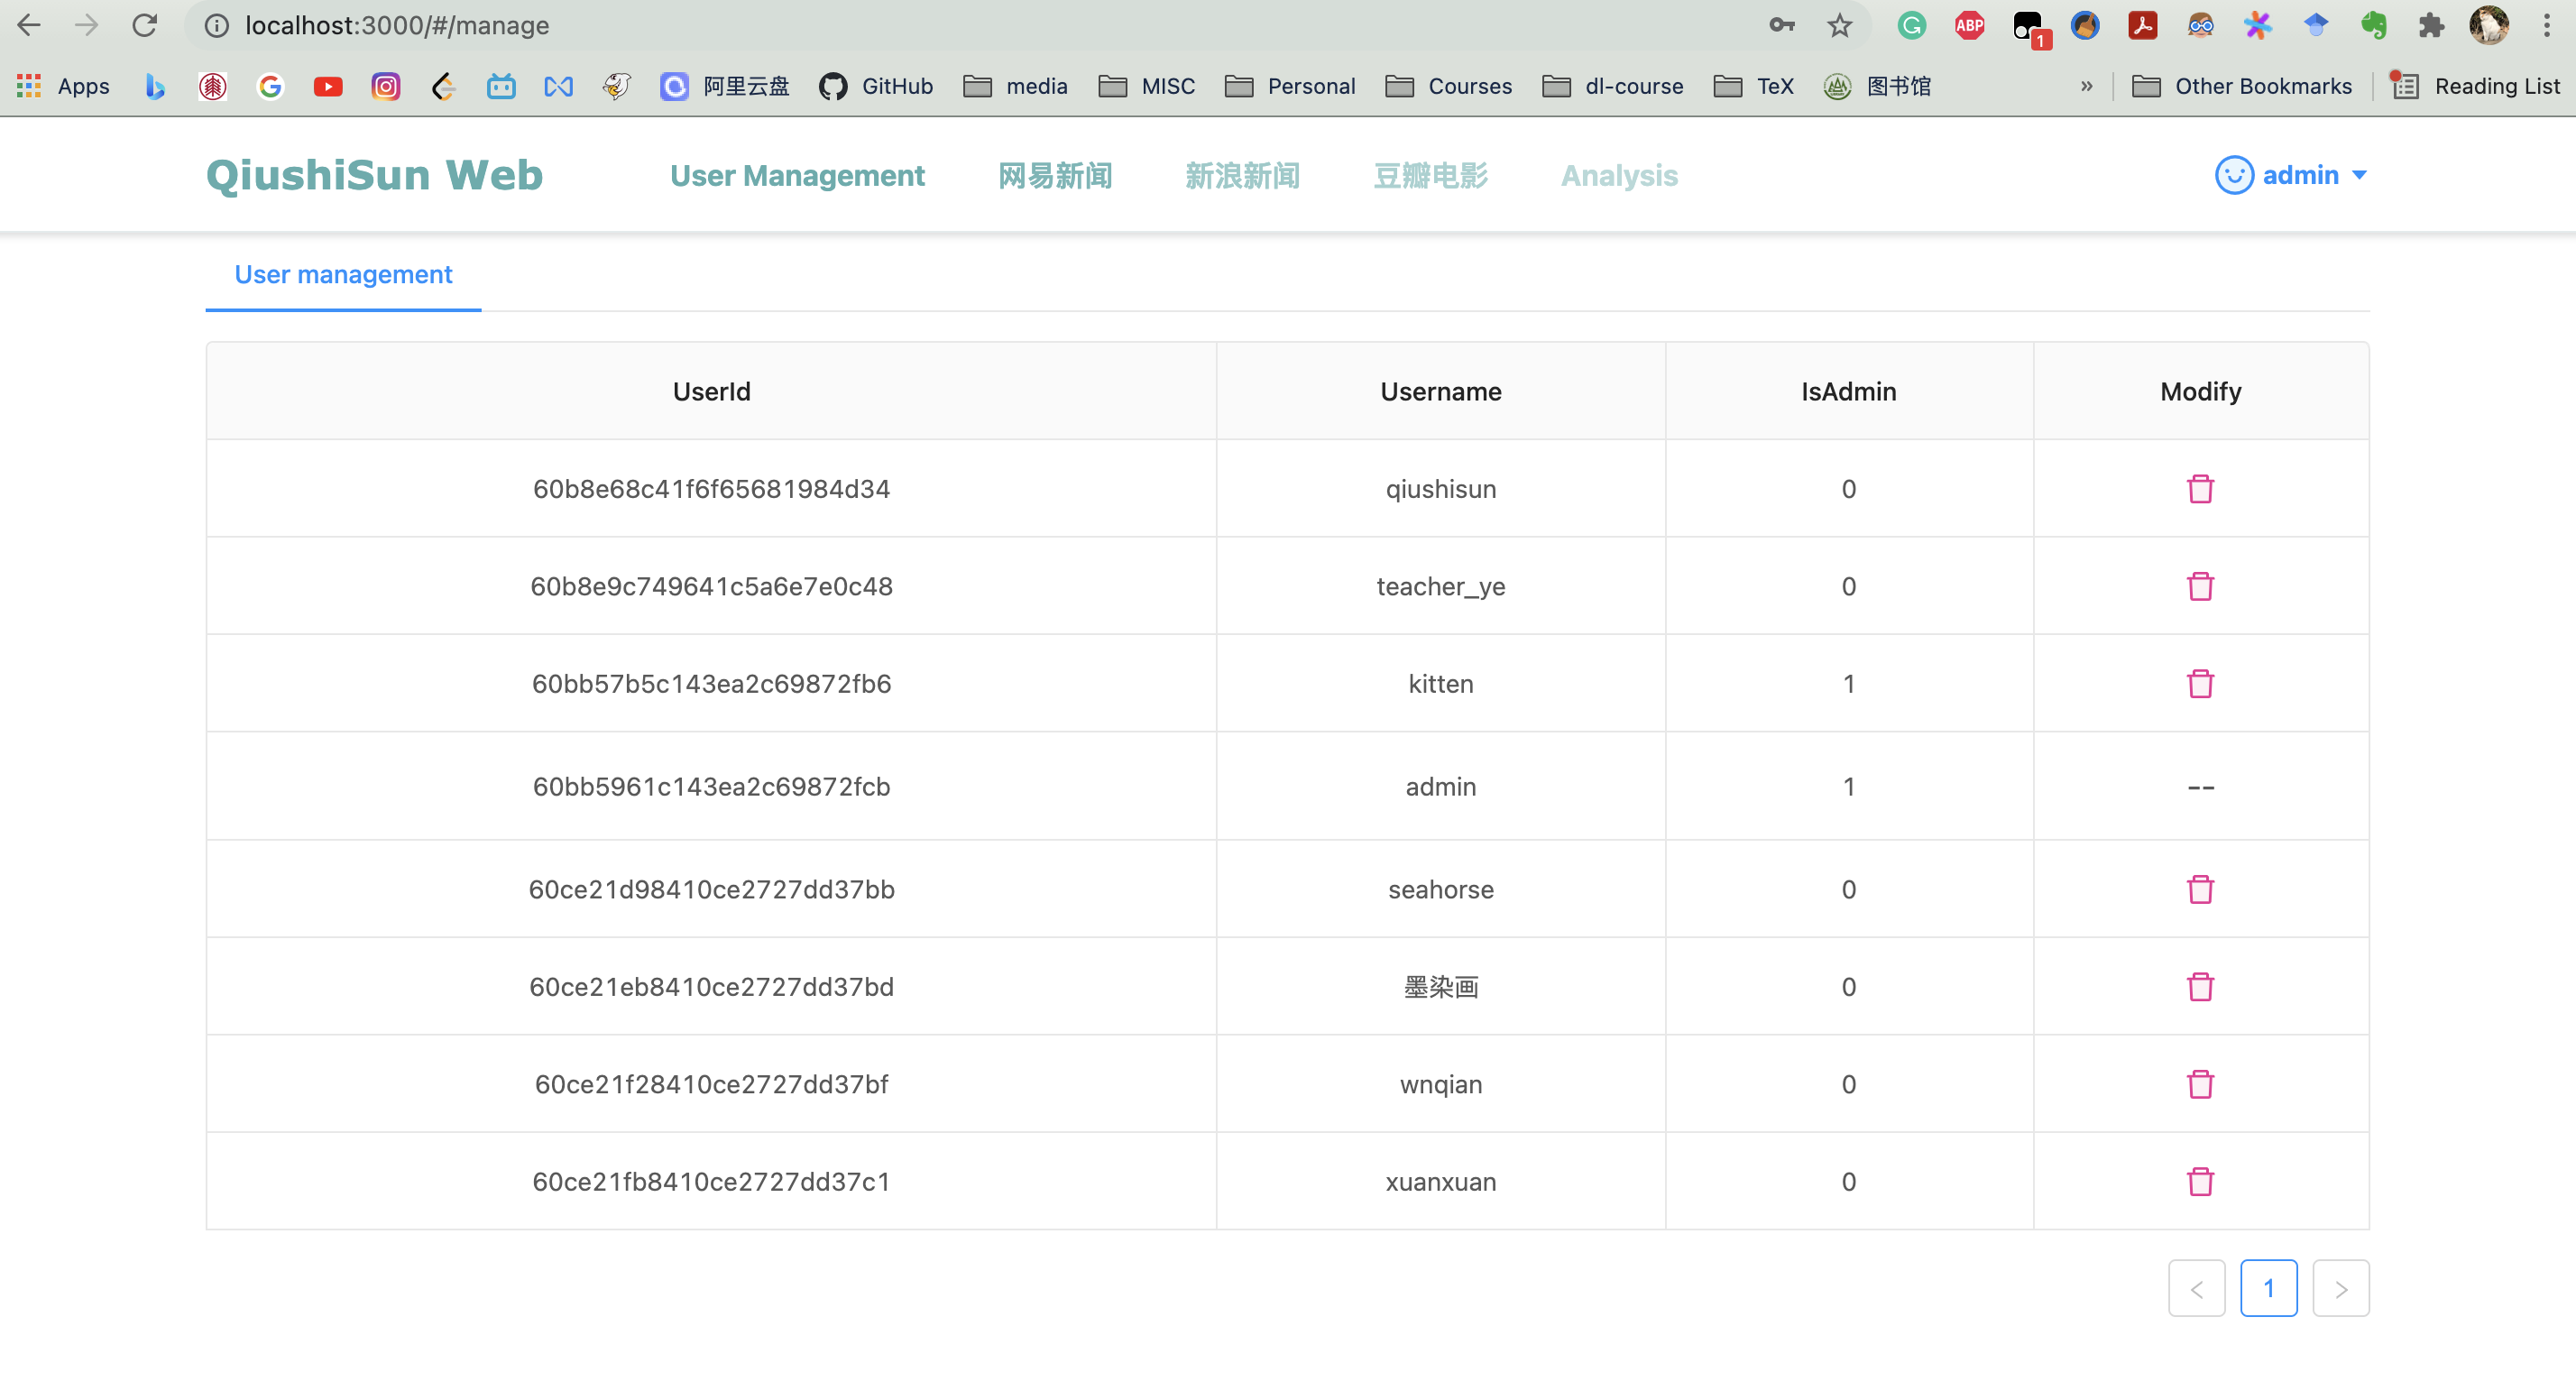 localhost:3000/#/manage
ABP
1
Apps 阿里云盘 GitHub media MISC Personal Courses dl-course TeX 图书馆 » Other Bookmarks Reading List
QiushiSun Web User Management 网易新闻 新浪新闻 豆瓣电影 Analysis admin
User management
UserId Username IsAdmin Modify
60b8e68c41f6f65681984d34 qiushisun 0
60b8e9c749641c5a6e7e0c48 teacher_ye 0
60bb57b5c143ea2c69872fb6 kitten 1
60bb5961c143ea2c69872fcb admin 1 --
60ce21d98410ce2727dd37bb seahorse 0
60ce21eb8410ce2727dd37bd 墨染画 0
60ce21f28410ce2727dd37bf wnqian 0
60ce21fb8410ce2727dd37c1 xuanxuan 0
< 1 >